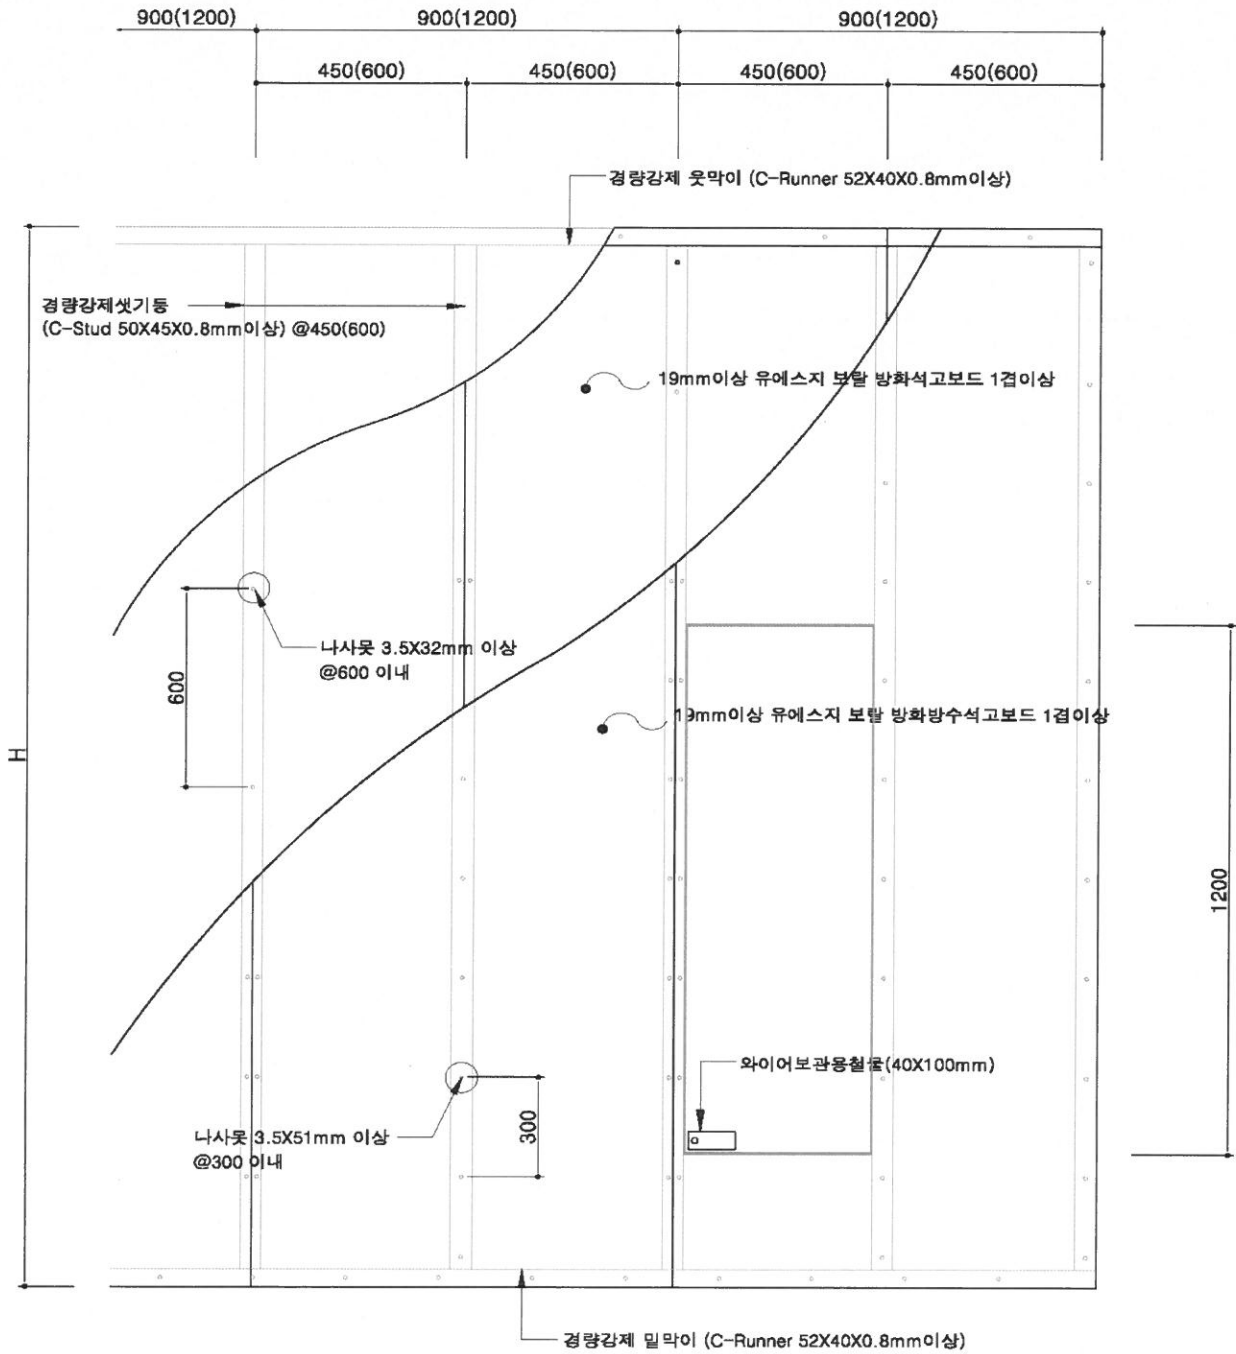 900(1200)
900(1200)
900(1200)
450(600)
450(600)
450(600)
450(600)
경량강제 웃막이 (C-Runner 52X40X0.8mm이상)
경량강제샛기둥
(C-Stud 50X45X0.8mm이상) @450(600)
19mm이상 유에스지 보랄 방화석고보드 1겹이상
나사못 3.5X32mm 이상
@600 이내
600
19mm이상 유에스지 보랄 방화방수석고보드 1겹이상
H
1200
와이어보관용철물(40X100mm)
나사못 3.5X51mm 이상
@300 이내
300
경량강제 밑막이 (C-Runner 52X40X0.8mm이상)